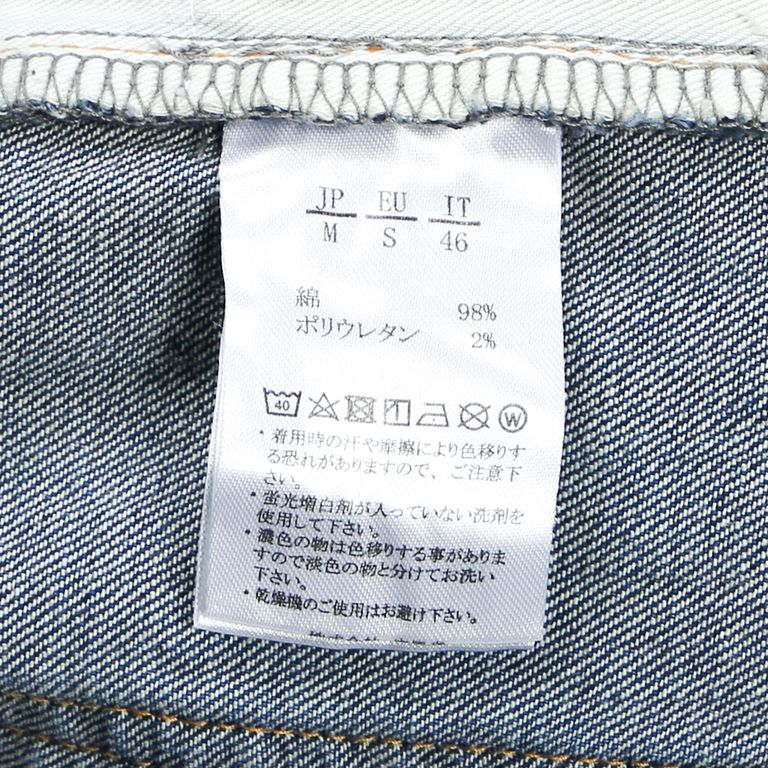 JP EU IT
M S 46
綿 98%
ポリウレタン 2%
40 W
・着用時の汗や摩擦により色移りす
る恐れがありますので、ご注意下
さい。
・蛍光増白剤が入っていない洗剤を
使用して下さい。
・濃色の物は色移りする事がありま
すので淡色の物と分けてお洗い
下さい。
・乾燥機のご使用はお避け下さい。